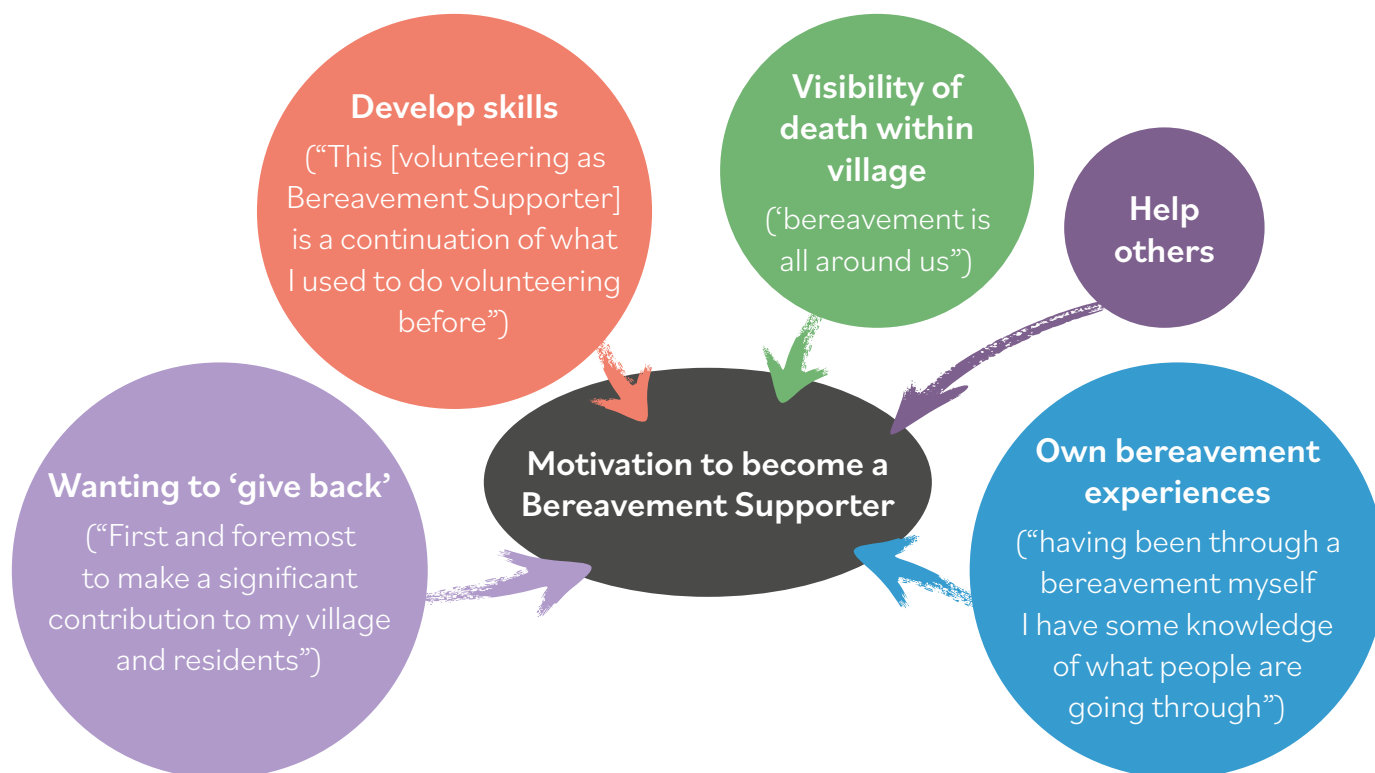 Develop skills
(“This [volunteering as
Bereavement Supporter]
is a continuation of what
I used to do volunteering
before”)
Visibility of
death within
village
(‘bereavement is
all around us”)
Help
others
Wanting to ‘give back’
(“First and foremost
to make a significant
contribution to my village
and residents”)
Motivation to become a
Bereavement Supporter
Own bereavement
experiences
(“having been through a
bereavement myself
I have some knowledge
of what people are
going through”)